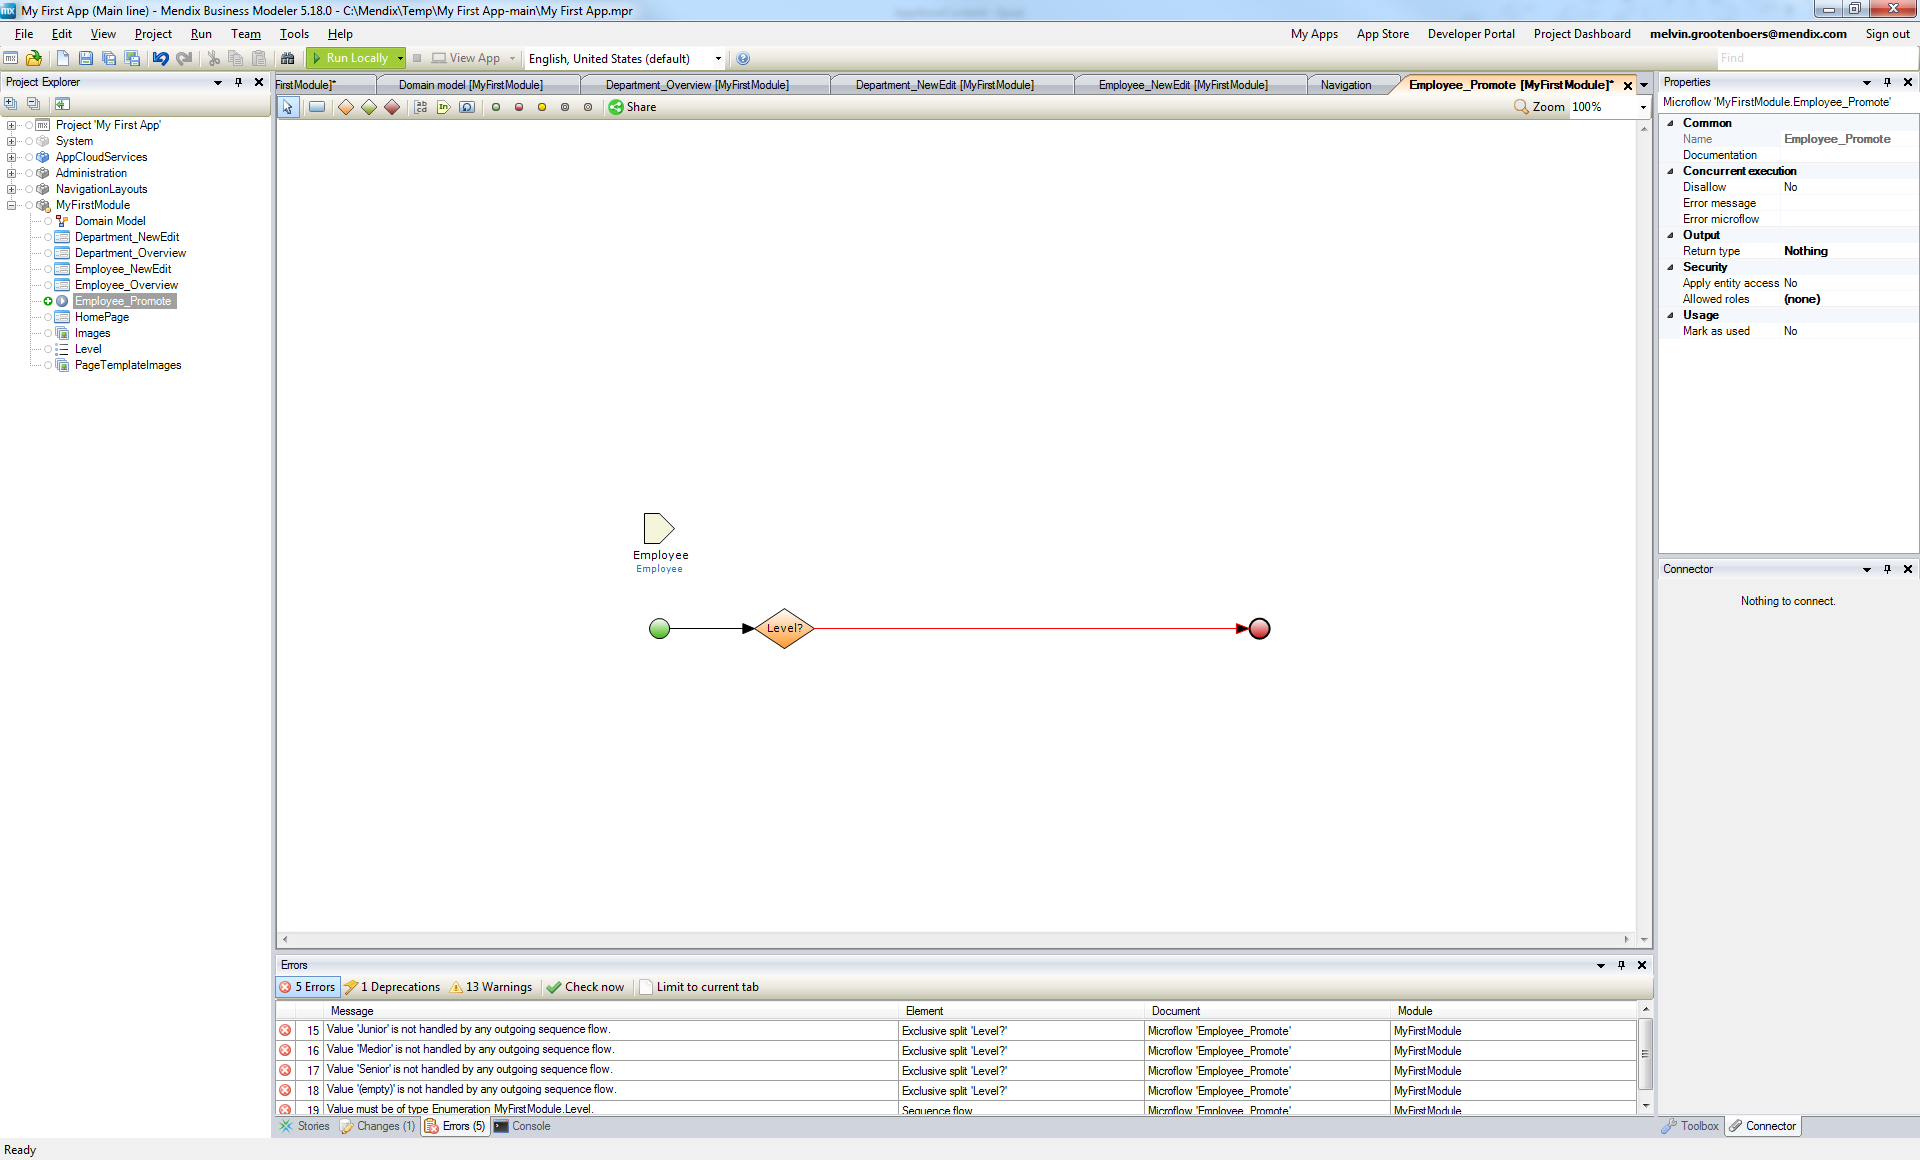 My First App (Main line) - Mendix Business Modeler 5.18.0 - C:\Mendix\Temp\My First App-main\My First App.mpr
File Edit View Project Run Team Tools Help
My Apps App Store Developer Portal Project Dashboard melvin.grootenboers@mendix.com Sign out
Run Locally View App English, United States (default) Find
Project Explorer
FirstModule]* Domain model [MyFirstModule] Department_Overview [MyFirstModule] Department_NewEdit [MyFirstModule] Employee_NewEdit [MyFirstModule] Navigation Employee_Promote [MyFirstModule]*
Share Zoom 100%
Project 'My First App'
System
AppCloudServices
Administration
NavigationLayouts
MyFirstModule
Domain Model
Department_NewEdit
Department_Overview
Employee_NewEdit
Employee_Overview
Employee_Promote
HomePage
Images
Level
PageTemplateImages
Employee
Employee
Level?
Properties
Microflow 'MyFirstModule.Employee_Promote'
Common
Name Employee_Promote
Documentation
Concurrent execution
Disallow No
Error message
Error microflow
Output
Return type Nothing
Security
Apply entity access No
Allowed roles (none)
Usage
Mark as used No
Connector
Nothing to connect.
Errors
5 Errors 1 Deprecations 13 Warnings Check now Limit to current tab
Message Element Document Module
15 Value 'Junior' is not handled by any outgoing sequence flow. Exclusive split 'Level?' Microflow 'Employee_Promote' MyFirstModule
16 Value 'Medior' is not handled by any outgoing sequence flow. Exclusive split 'Level?' Microflow 'Employee_Promote' MyFirstModule
17 Value 'Senior' is not handled by any outgoing sequence flow. Exclusive split 'Level?' Microflow 'Employee_Promote' MyFirstModule
18 Value '(empty)' is not handled by any outgoing sequence flow. Exclusive split 'Level?' Microflow 'Employee_Promote' MyFirstModule
19 Value must be of type Enumeration MyFirstModule.Level. Sequence flow Microflow 'Employee_Promote' MyFirstModule
Stories Changes (1) Errors (5) Console
Toolbox Connector
Ready